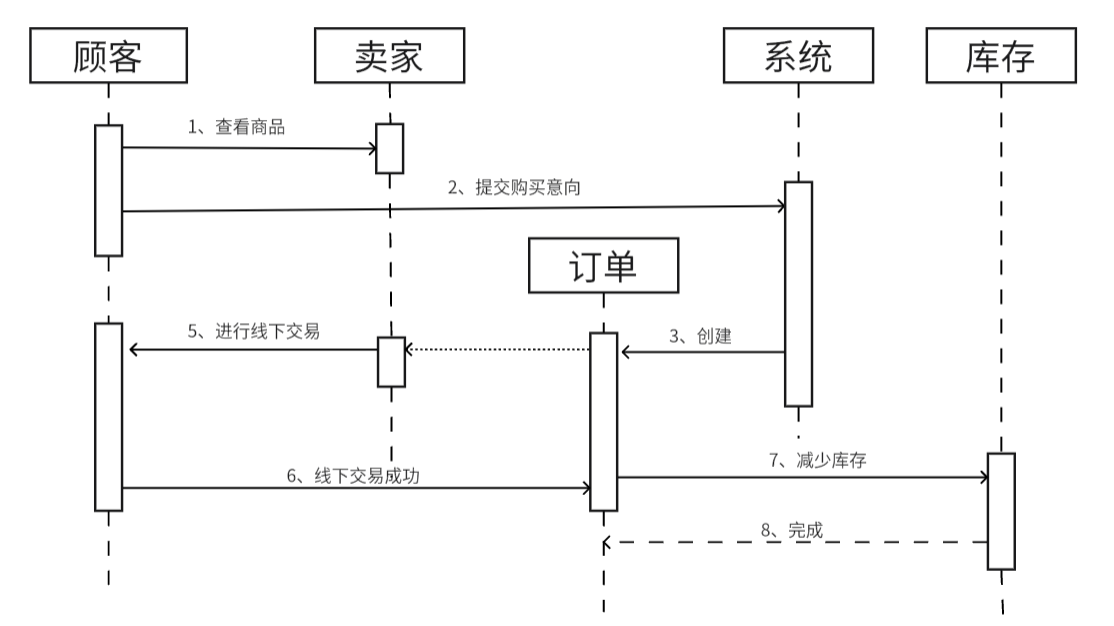 顾客
卖家
系统
库存
1、查看商品
2、提交购买意向
订单
5、进行线下交易
3、创建
7、减少库存
6、线下交易成功
8、完成